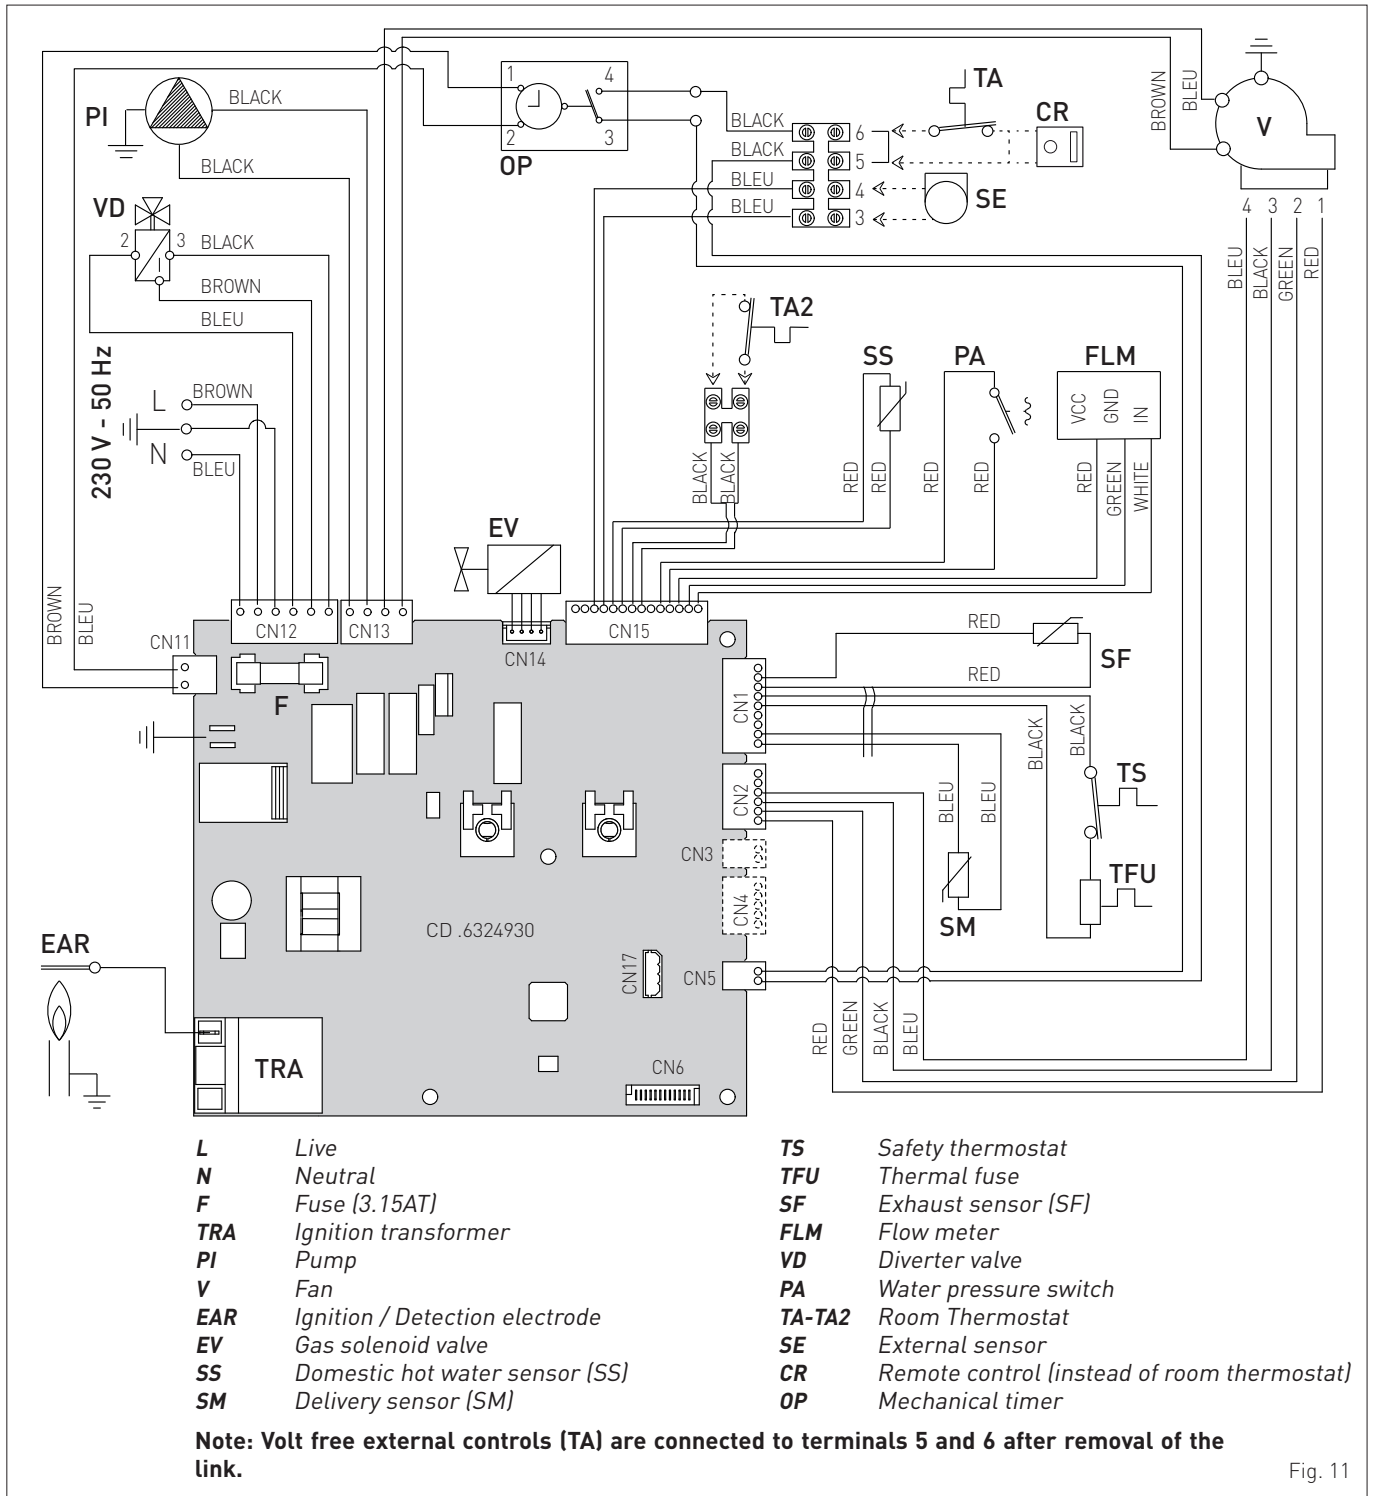 BLACK
PI
BLACK
1
4
2
3
OP
TA
CR
BLACK
6
BLACK
5
BLEU
4
BLEU
3
SE
BROWN
BLEU
V
4 3 2 1
BLEU
BLACK
GREEN
RED
VD
2
3
BLACK
BROWN
BLEU
230 V - 50 Hz
L
BROWN
N
BLEU
TA2
BLACK
BLACK
SS
RED
RED
PA
RED
RED
FLM
VCC
GND
IN
RED
GREEN
WHITE
EV
BROWN
BLEU
CN11
CN12
CN13
CN14
CN15
F
RED
SF
RED
CN1
BLACK
BLACK
TS
BLEU
BLEU
CN2
CN3
CN4
SM
TFU
CD .6324930
CN17
CN5
EAR
TRA
CN6
RED
GREEN
BLACK
BLEU
L Live
N Neutral
F Fuse (3.15AT)
TRA Ignition transformer
PI Pump
V Fan
EAR Ignition / Detection electrode
EV Gas solenoid valve
SS Domestic hot water sensor (SS)
SM Delivery sensor (SM)
TS Safety thermostat
TFU Thermal fuse
SF Exhaust sensor (SF)
FLM Flow meter
VD Diverter valve
PA Water pressure switch
TA-TA2 Room Thermostat
SE External sensor
CR Remote control (instead of room thermostat)
OP Mechanical timer
Note: Volt free external controls (TA) are connected to terminals 5 and 6 after removal of the
link.
Fig. 11